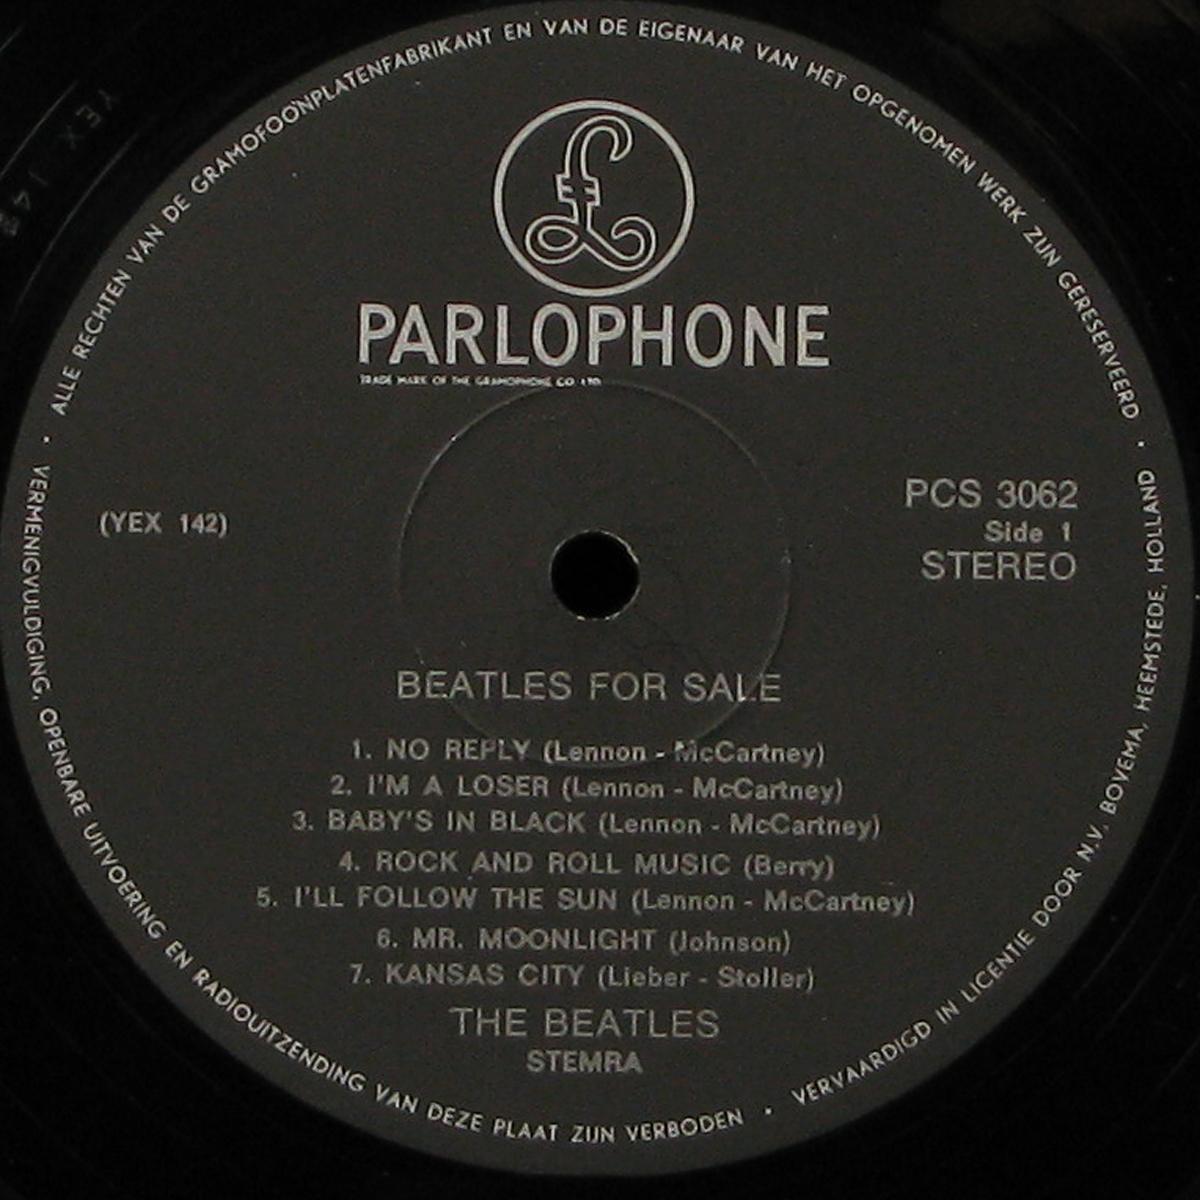 ALLE RECHTEN VAN DE GRAMOFOONPLATENFABRIKANT EN VAN DE EIGENAAR VAN HET OPGENOMEN WERK ZIJN GERESERVEERD ·
£
PARLOPHONE
TRADE MARK OF THE GRAMOPHONE CO. LTD.
YEX 142
(YEX 142)
PCS 3062
Side 1
STEREO
BEATLES FOR SALE
1. NO REPLY (Lennon - McCartney)
2. I'M A LOSER (Lennon - McCartney)
3. BABY'S IN BLACK (Lennon - McCartney)
4. ROCK AND ROLL MUSIC (Berry)
5. I'LL FOLLOW THE SUN (Lennon - McCartney)
6. MR. MOONLIGHT (Johnson)
7. KANSAS CITY (Lieber - Stoller)
THE BEATLES
STEMRA
· VERMENIGVULDIGING, OPENBARE UITVOERING EN RADIOUITZENDING VAN DEZE PLAAT ZIJN VERBODEN · VERVAARDIGD IN LICENTIE DOOR N.V. BOVEMA, HEEMSTEDE, HOLLAND